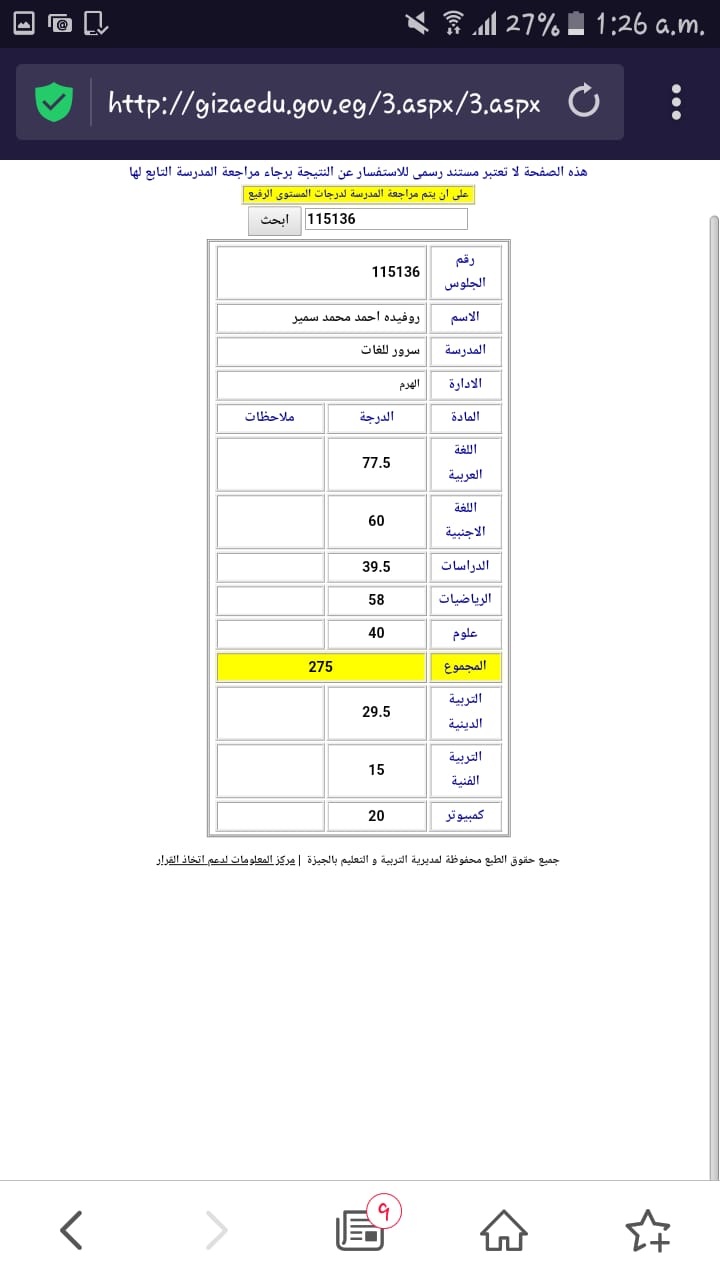 27% 1:26 a.m.
http://gizaedu.gov.eg/3.aspx/3.aspx
هذه الصفحة لا تعتبر مستند رسمى للاستفسار عن النتيجة برجاء مراجعة المدرسة التابع لها
على ان يتم مراجعة المدرسة لدرجات المستوى الرفيع
115136 ابحث
رقم الجلوس 115136
الاسم روفيده احمد محمد سمير
المدرسة سرور للغات
الادارة الهرم
المادة الدرجة ملاحظات
اللغة العربية 77.5
اللغة الاجنبية 60
الدراسات 39.5
الرياضيات 58
علوم 40
المجموع 275
التربية الدينية 29.5
التربية الفنية 15
كمبيوتر 20
جميع حقوق الطبع محفوظة لمديرية التربية و التعليم بالجيزة | مركز المعلومات لدعم اتخاذ القرار
9